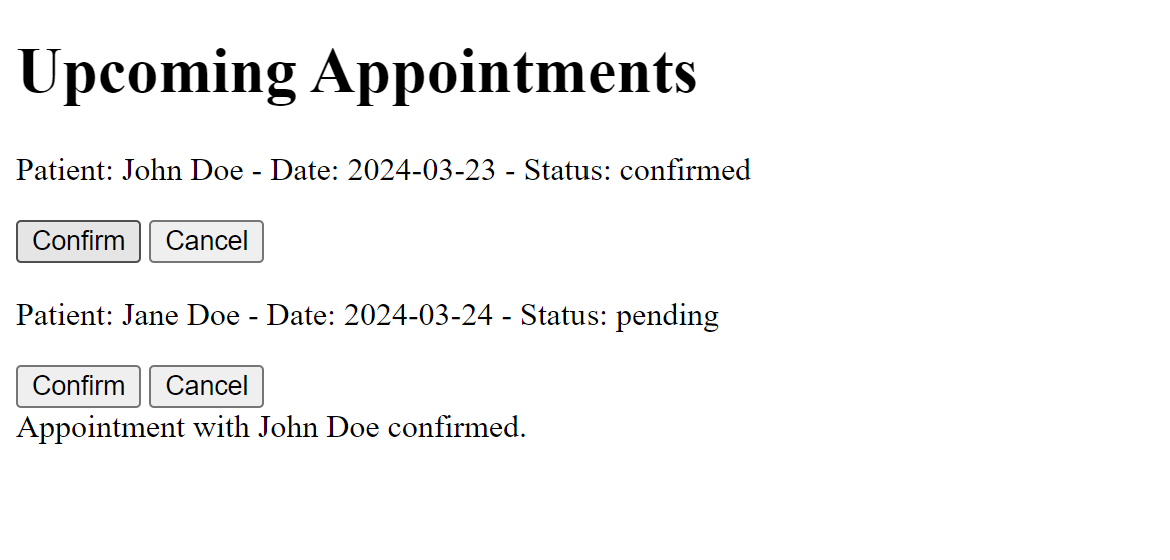 Upcoming Appointments
Patient: John Doe - Date: 2024-03-23 - Status: confirmed
Confirm Cancel
Patient: Jane Doe - Date: 2024-03-24 - Status: pending
Confirm Cancel
Appointment with John Doe confirmed.